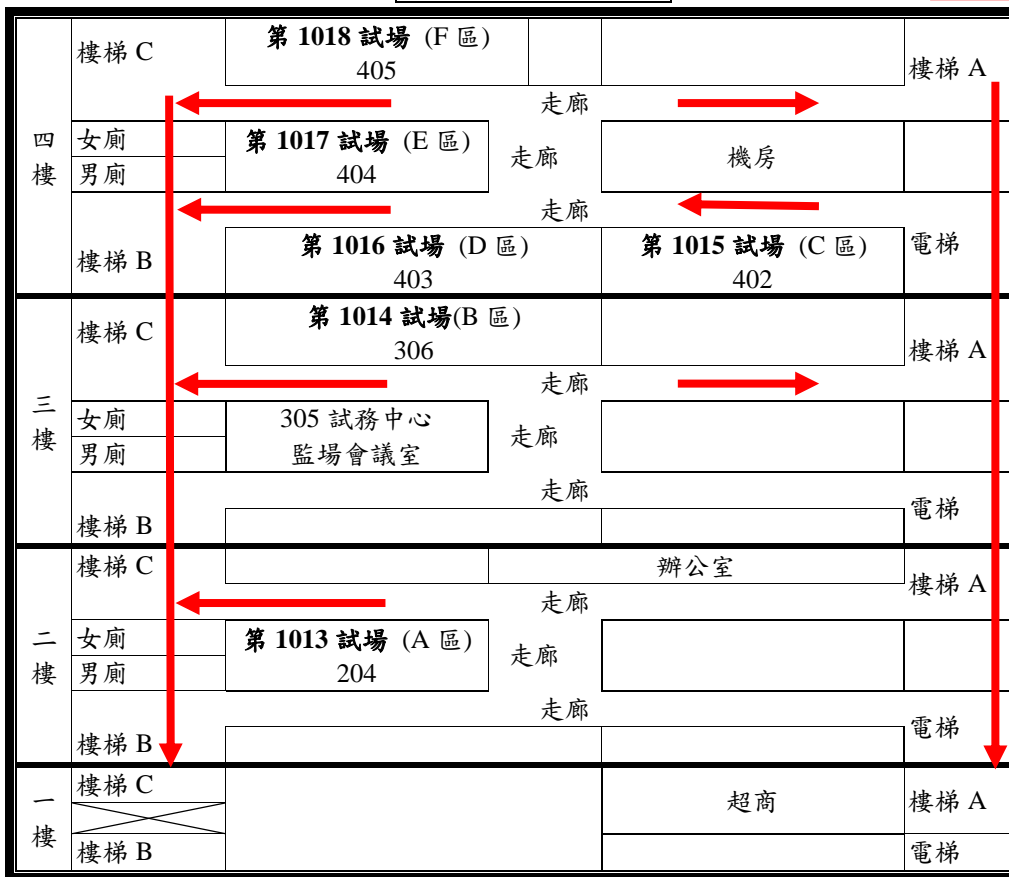 樓梯 C
第 1018 試場 (F 區)
405
樓梯 A
走廊
四樓
女廁
男廁
第 1017 試場 (E 區)
404
走廊
機房
走廊
樓梯 B
第 1016 試場 (D 區)
403
第 1015 試場 (C 區)
402
電梯
樓梯 C
第 1014 試場(B 區)
306
樓梯 A
走廊
三樓
女廁
男廁
305 試務中心
監場會議室
走廊
走廊
樓梯 B
電梯
樓梯 C
辦公室
樓梯 A
走廊
二樓
女廁
男廁
第 1013 試場 (A 區)
204
走廊
走廊
樓梯 B
電梯
一樓
樓梯 C
超商
樓梯 A
樓梯 B
電梯